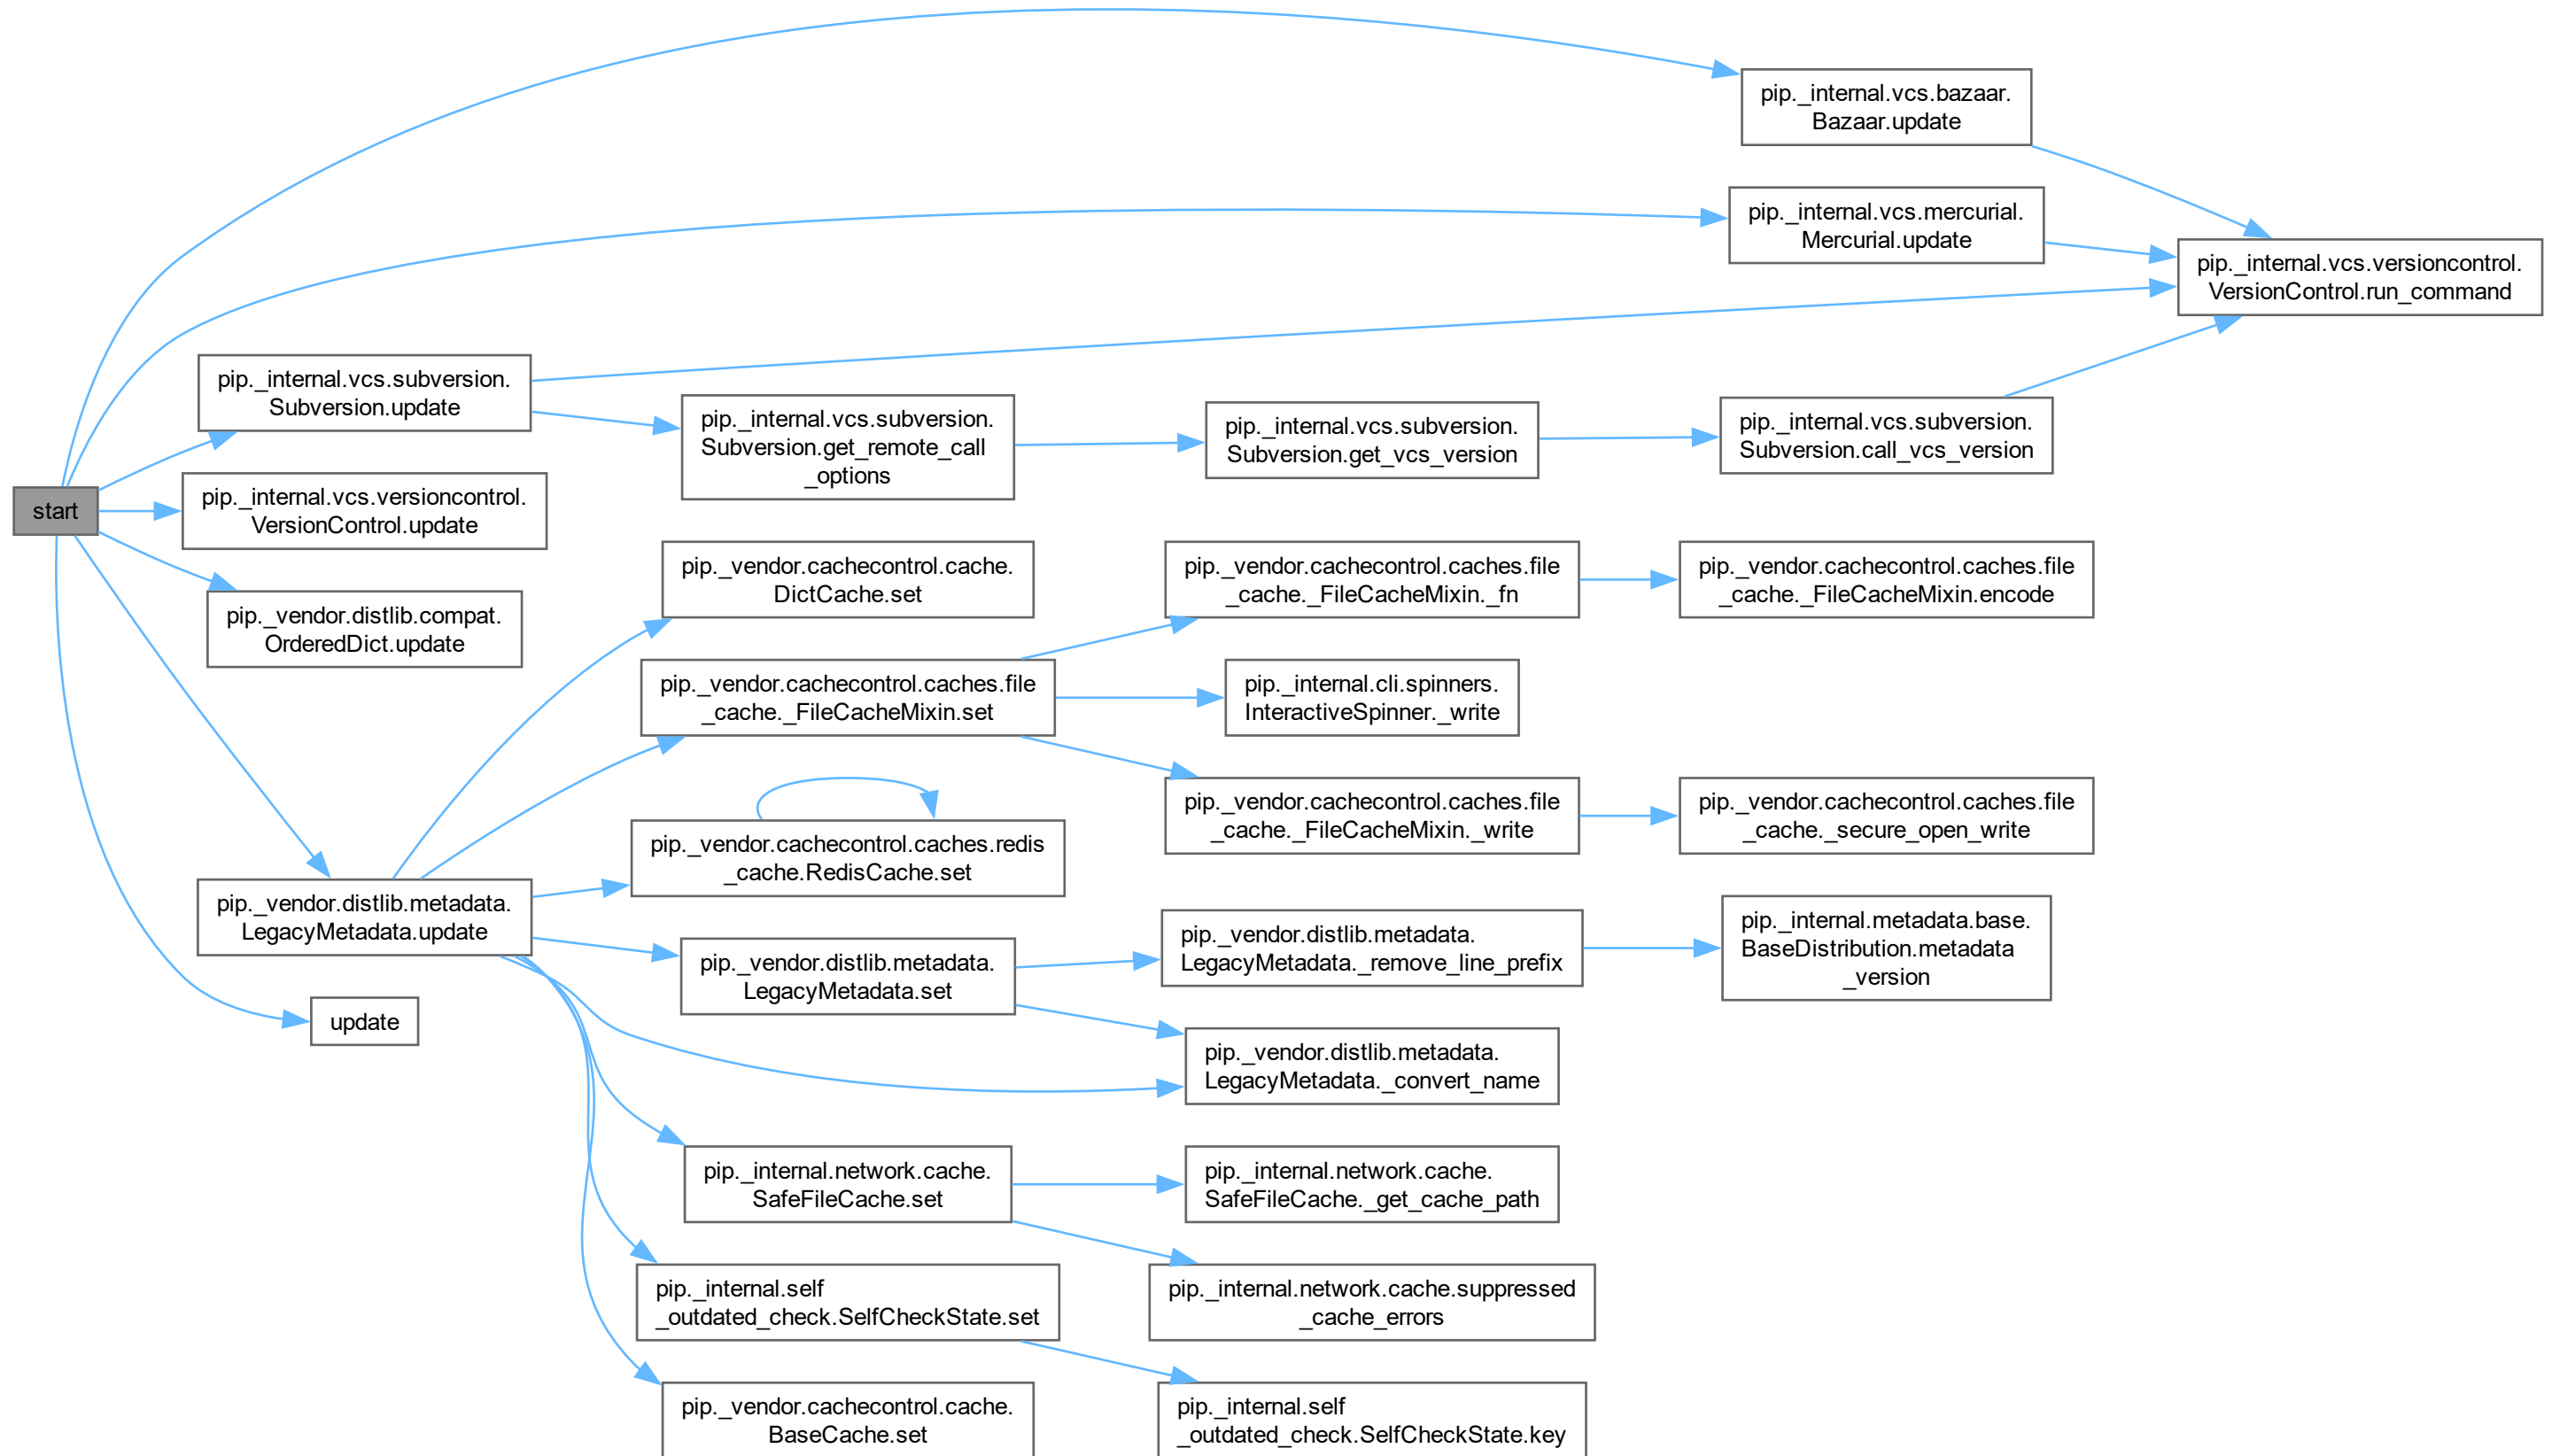 start
pip._internal.vcs.bazaar.
Bazaar.update
pip._internal.vcs.mercurial.
Mercurial.update
pip._internal.vcs.versioncontrol.
VersionControl.run_command
pip._internal.vcs.subversion.
Subversion.update
pip._internal.vcs.subversion.
Subversion.get_remote_call
_options
pip._internal.vcs.subversion.
Subversion.get_vcs_version
pip._internal.vcs.subversion.
Subversion.call_vcs_version
pip._internal.vcs.versioncontrol.
VersionControl.update
pip._vendor.distlib.compat.
OrderedDict.update
pip._vendor.distlib.metadata.
LegacyMetadata.update
update
pip._vendor.cachecontrol.cache.
DictCache.set
pip._vendor.cachecontrol.caches.file
_cache._FileCacheMixin.set
pip._vendor.cachecontrol.caches.file
_cache._FileCacheMixin._fn
pip._vendor.cachecontrol.caches.file
_cache._FileCacheMixin.encode
pip._internal.cli.spinners.
InteractiveSpinner._write
pip._vendor.cachecontrol.caches.file
_cache._FileCacheMixin._write
pip._vendor.cachecontrol.caches.file
_cache._secure_open_write
pip._vendor.cachecontrol.caches.redis
_cache.RedisCache.set
pip._vendor.distlib.metadata.
LegacyMetadata.set
pip._vendor.distlib.metadata.
LegacyMetadata._remove_line_prefix
pip._internal.metadata.base.
BaseDistribution.metadata
_version
pip._vendor.distlib.metadata.
LegacyMetadata._convert_name
pip._internal.network.cache.
SafeFileCache.set
pip._internal.network.cache.
SafeFileCache._get_cache_path
pip._internal.network.cache.suppressed
_cache_errors
pip._internal.self
_outdated_check.SelfCheckState.set
pip._internal.self
_outdated_check.SelfCheckState.key
pip._vendor.cachecontrol.cache.
BaseCache.set